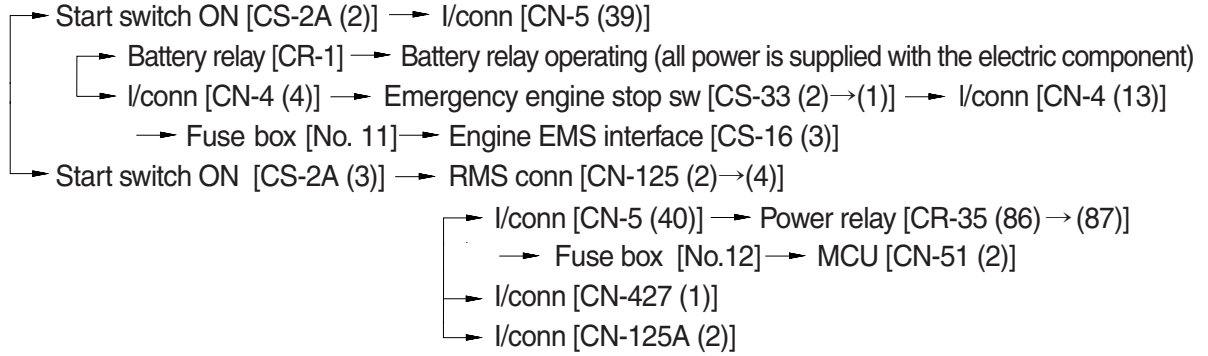 Start switch ON [CS-2A (2)] → I/conn [CN-5 (39)]
Battery relay [CR-1] → Battery relay operating (all power is supplied with the electric component)
I/conn [CN-4 (4)] → Emergency engine stop sw [CS-33 (2)→(1)] → I/conn [CN-4 (13)]
→ Fuse box [No. 11] → Engine EMS interface [CS-16 (3)]
Start switch ON [CS-2A (3)] → RMS conn [CN-125 (2)→(4)]
I/conn [CN-5 (40)] → Power relay [CR-35 (86)→(87)]
→ Fuse box [No.12] → MCU [CN-51 (2)]
I/conn [CN-427 (1)]
I/conn [CN-125A (2)]